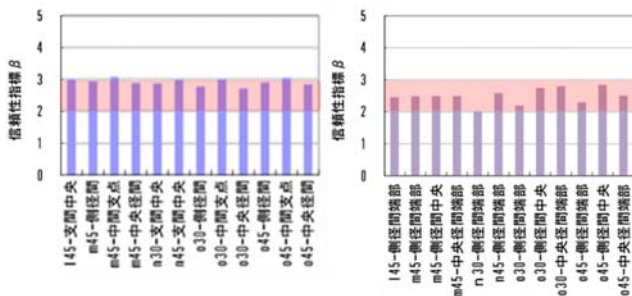 信頼性指標β
5
4
3
2
1
0
l45-支間中央
m45-側径間
m45-中間支点
m45-中央径間
n30-支間中央
n45-支間中央
o30-側径間
o30-中間支点
o30-中央径間
o45-側径間
o45-中間支点
o45-中央径間
信頼性指標β
5
4
3
2
1
0
l45-側径間端部
m45-側径間端部
m45-側径間中央
m45-中央径間端部
n30-側径間端部
n45-側径間端部
o30-側径間端部
o30-側径間中央
o30-中央径間端部
o45-側径間端部
o45-側径間中央
o45-中央径間端部